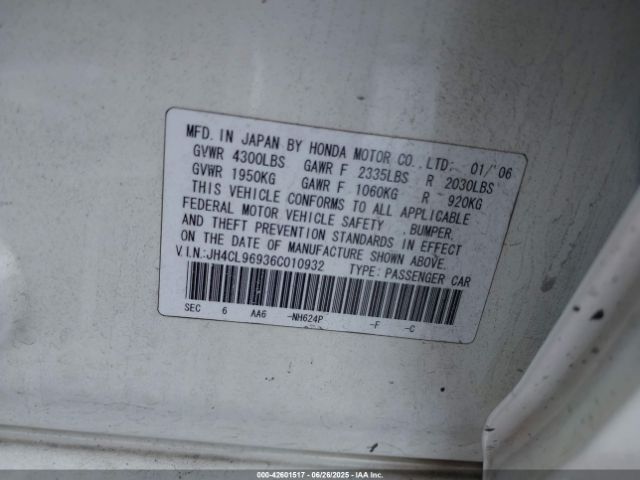 MFD. IN JAPAN BY HONDA MOTOR CO., LTD: 01/'06
GVWR 4300LBS GAWR F 2335LBS R 2030LBS
GVWR 1950KG GAWR F 1060KG R 920KG
THIS VEHICLE CONFORMS TO ALL APPLICABLE
FEDERAL MOTOR VEHICLE SAFETY , BUMPER,
AND THEFT PREVENTION STANDARDS IN EFFECT
ON THE DATE OF MANUFACTURE SHOWN ABOVE.
V.I.N.:JH4CL96936C010932 TYPE: PASSENGER CAR
SEC 6 AA6 -NH624P -F -C
000-42601517 - 06/26/2025 - IAAI.COM